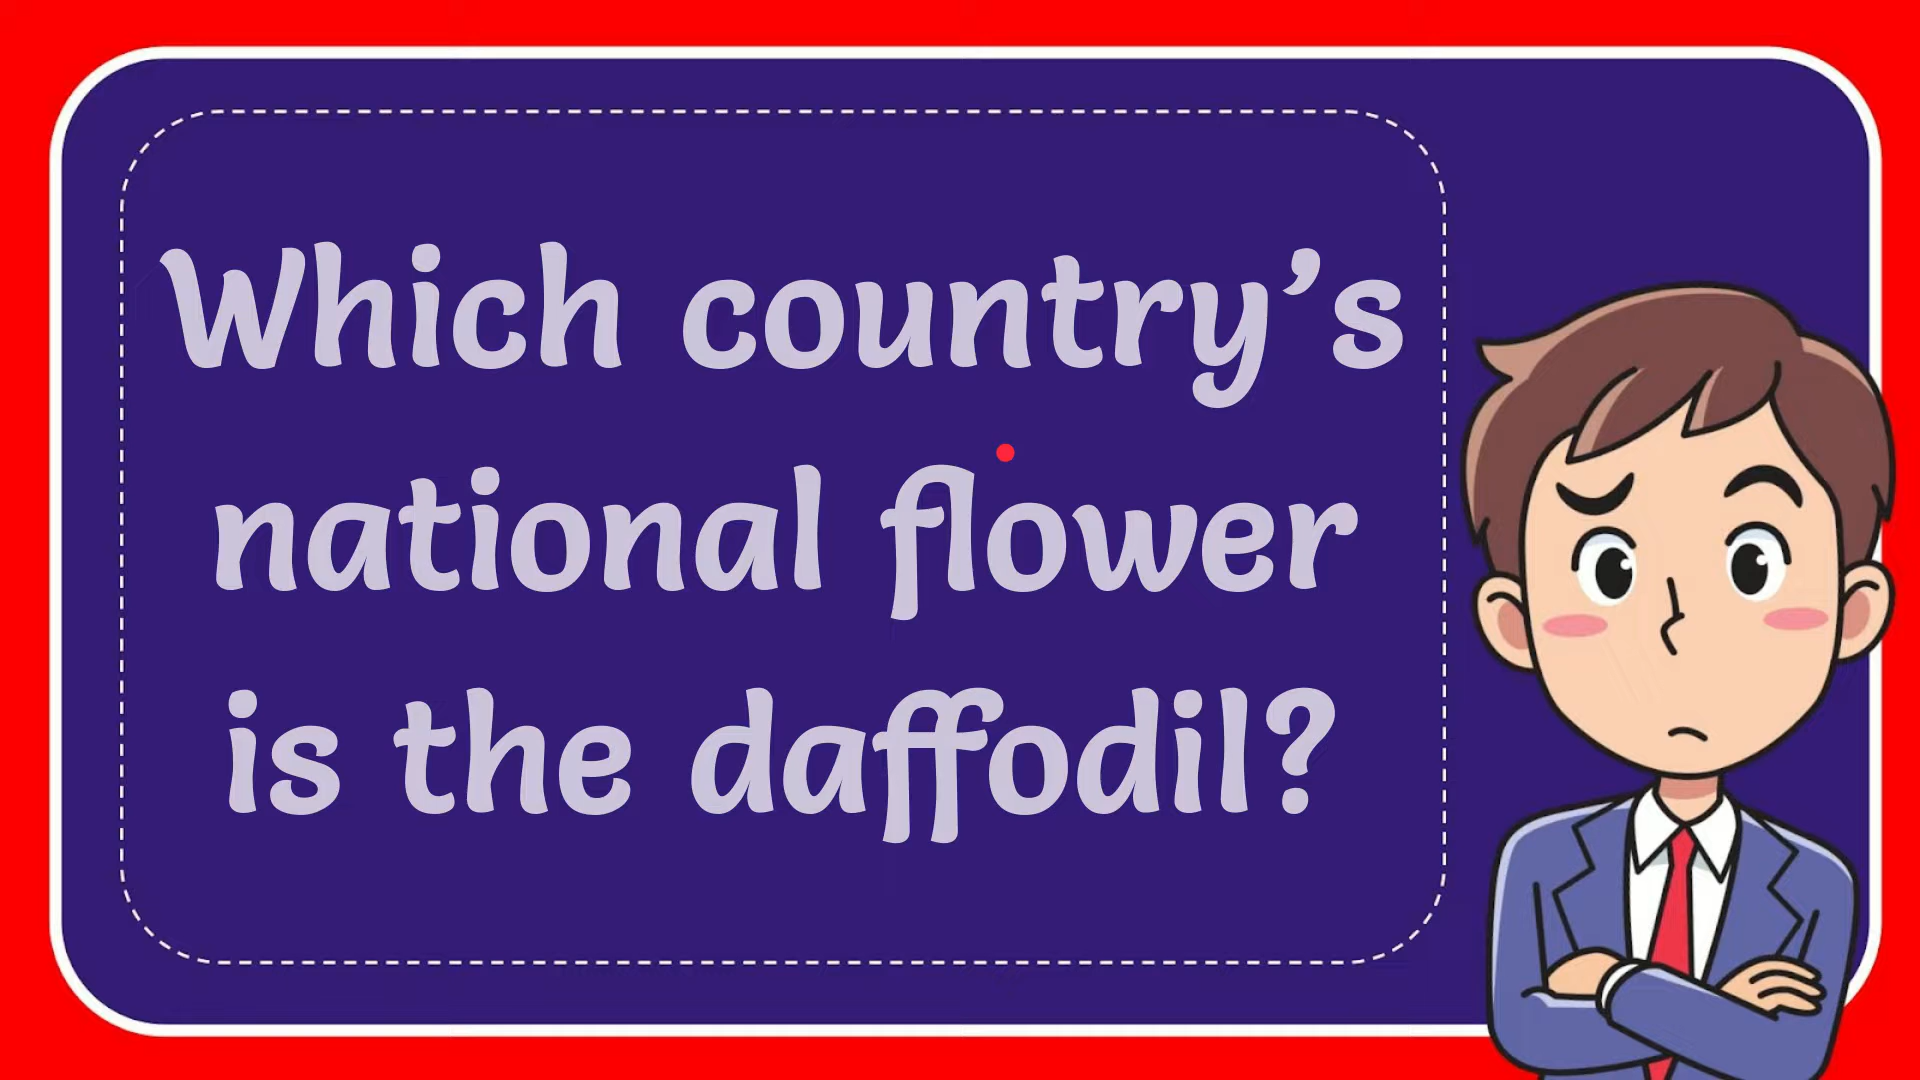 Which country’s
national flower
is the daffodil?